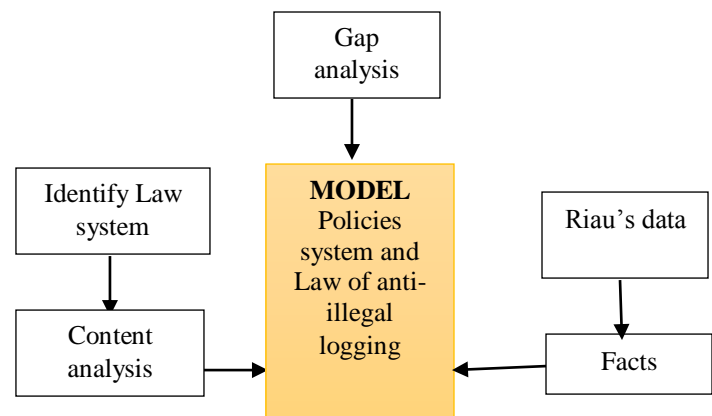 Gap
analysis
Identify Law
system
MODEL
Policies
system and
Law of anti-
illegal
logging
Riau’s data
Content
analysis
Facts